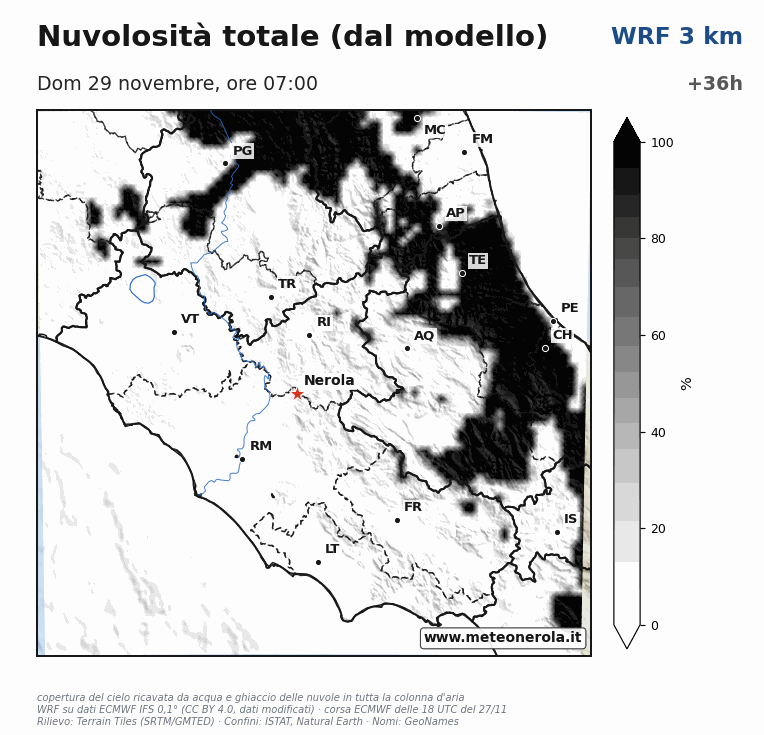 Nuvolosità totale (dal modello)
WRF 3 km
Dom 29 novembre, ore 07:00
+36h
MC
FM
PG
AP
TE
TR
PE
VT
RI
AQ
CH
Nerola
RM
FR
IS
LT
www.meteonerola.it
100
80
60
40
20
0
%
copertura del cielo ricavata da acqua e ghiaccio delle nuvole in tutta la colonna d'aria
WRF su dati ECMWF IFS 0,1° (CC BY 4.0, dati modificati) · corsa ECMWF delle 18 UTC del 27/11
Rilievo: Terrain Tiles (SRTM/GMTED) · Confini: ISTAT, Natural Earth · Nomi: GeoNames